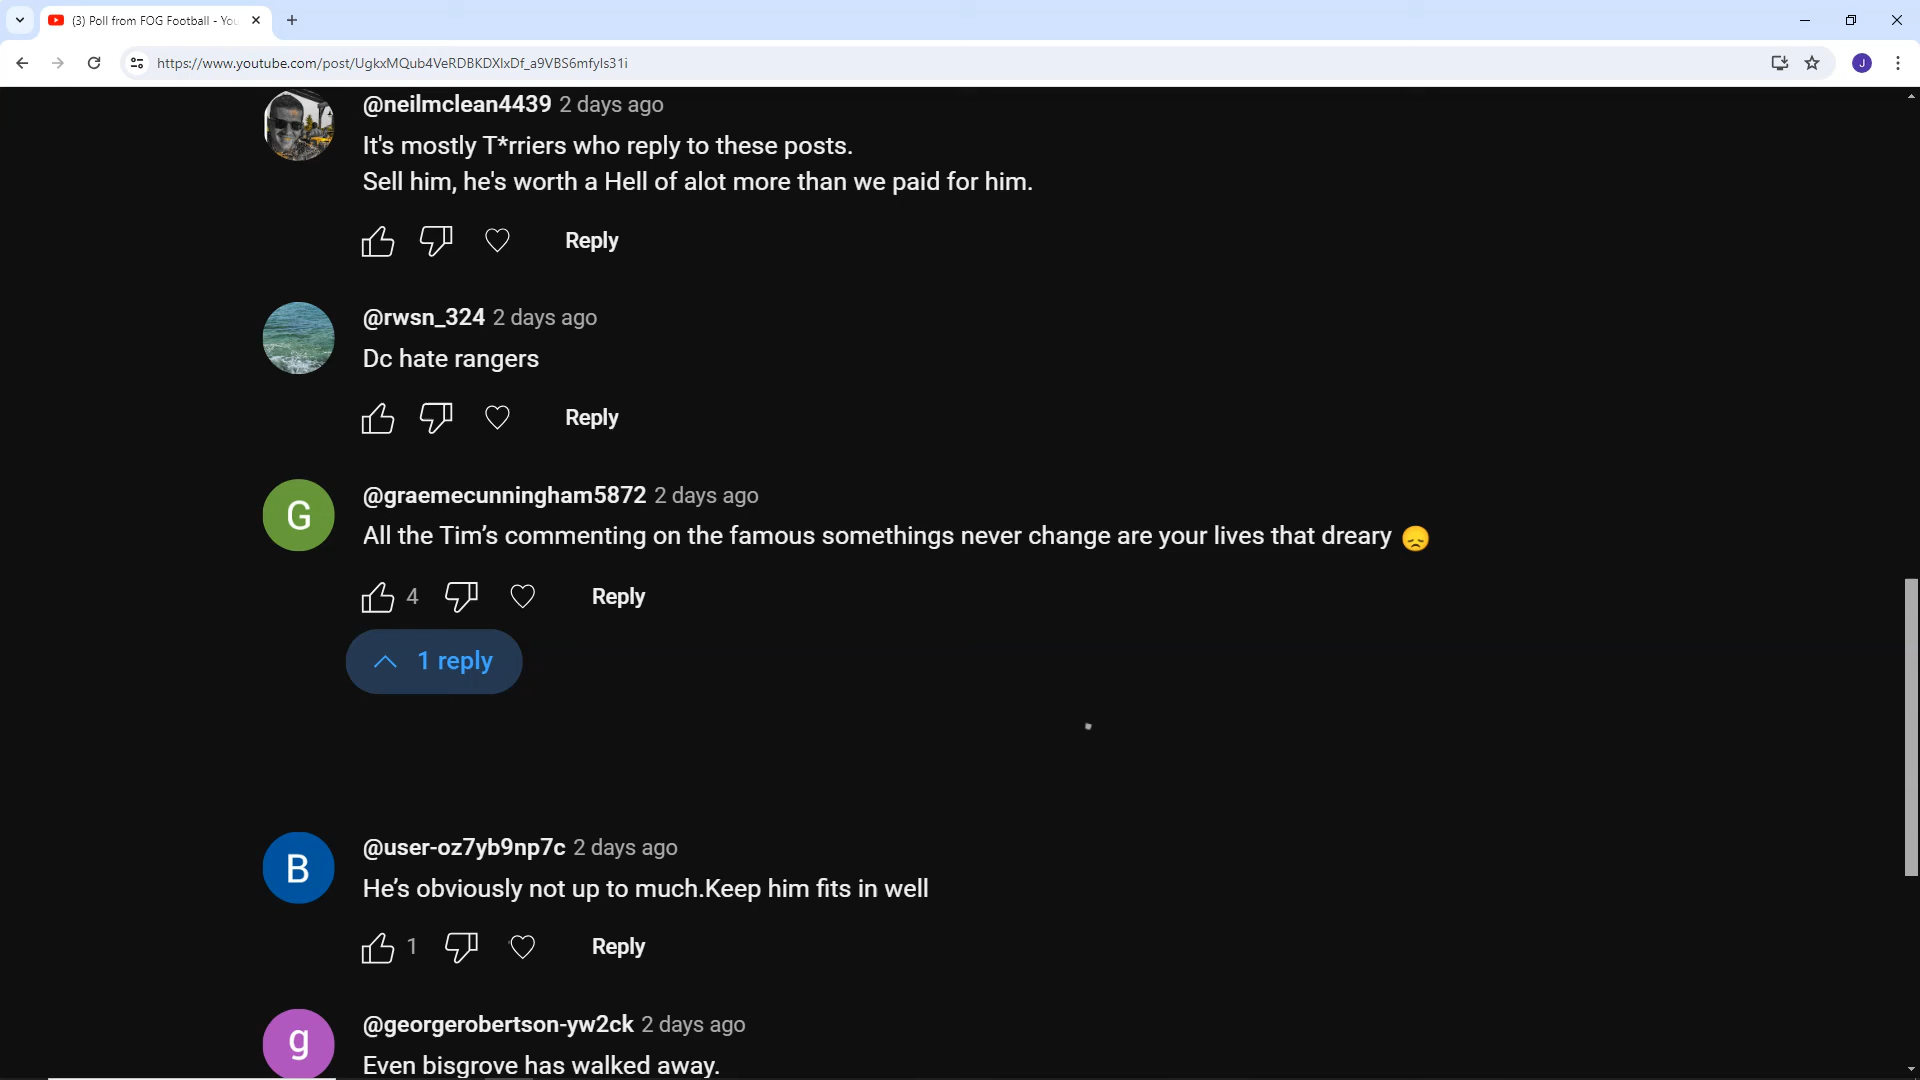 (3) Poll from FOG Football - You
https://www.youtube.com/post/UgkxMQub4VeRDBKDXIxDf_a9VBS6mfyls31i
J
@neilmclean4439 2 days ago
It's mostly T*rriers who reply to these posts.
Sell him, he's worth a Hell of alot more than we paid for him.
Reply
@rwsn_324 2 days ago
Dc hate rangers
Reply
G
@graemecunningham5872 2 days ago
All the Tim’s commenting on the famous somethings never change are your lives that dreary 😞
4 Reply
1 reply
B
@user-oz7yb9np7c 2 days ago
He’s obviously not up to much.Keep him fits in well
1 Reply
g
@georgerobertson-yw2ck 2 days ago
Even bisgrove has walked away.